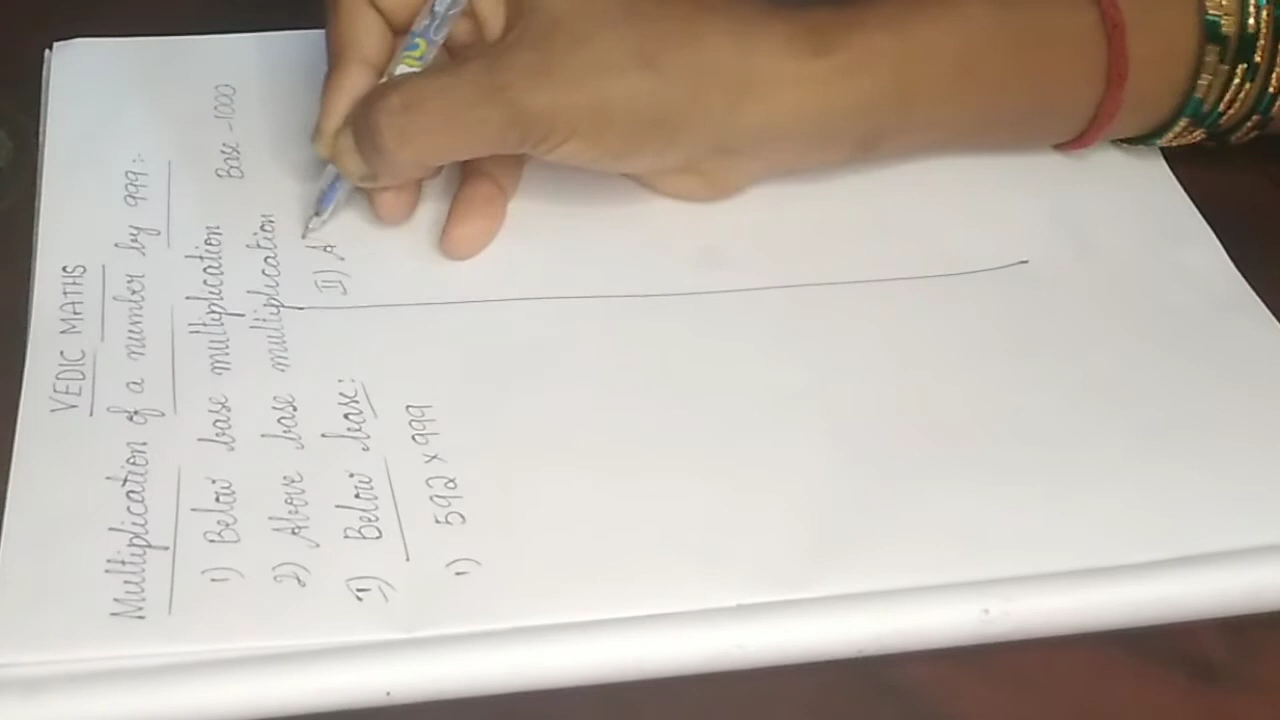 VEDIC MATHS
Multiplication of a number by 999:-
1) Below base multiplication Base - 1000
2) Above base multiplication
I) Below base:
1) 592 x 999
II) A